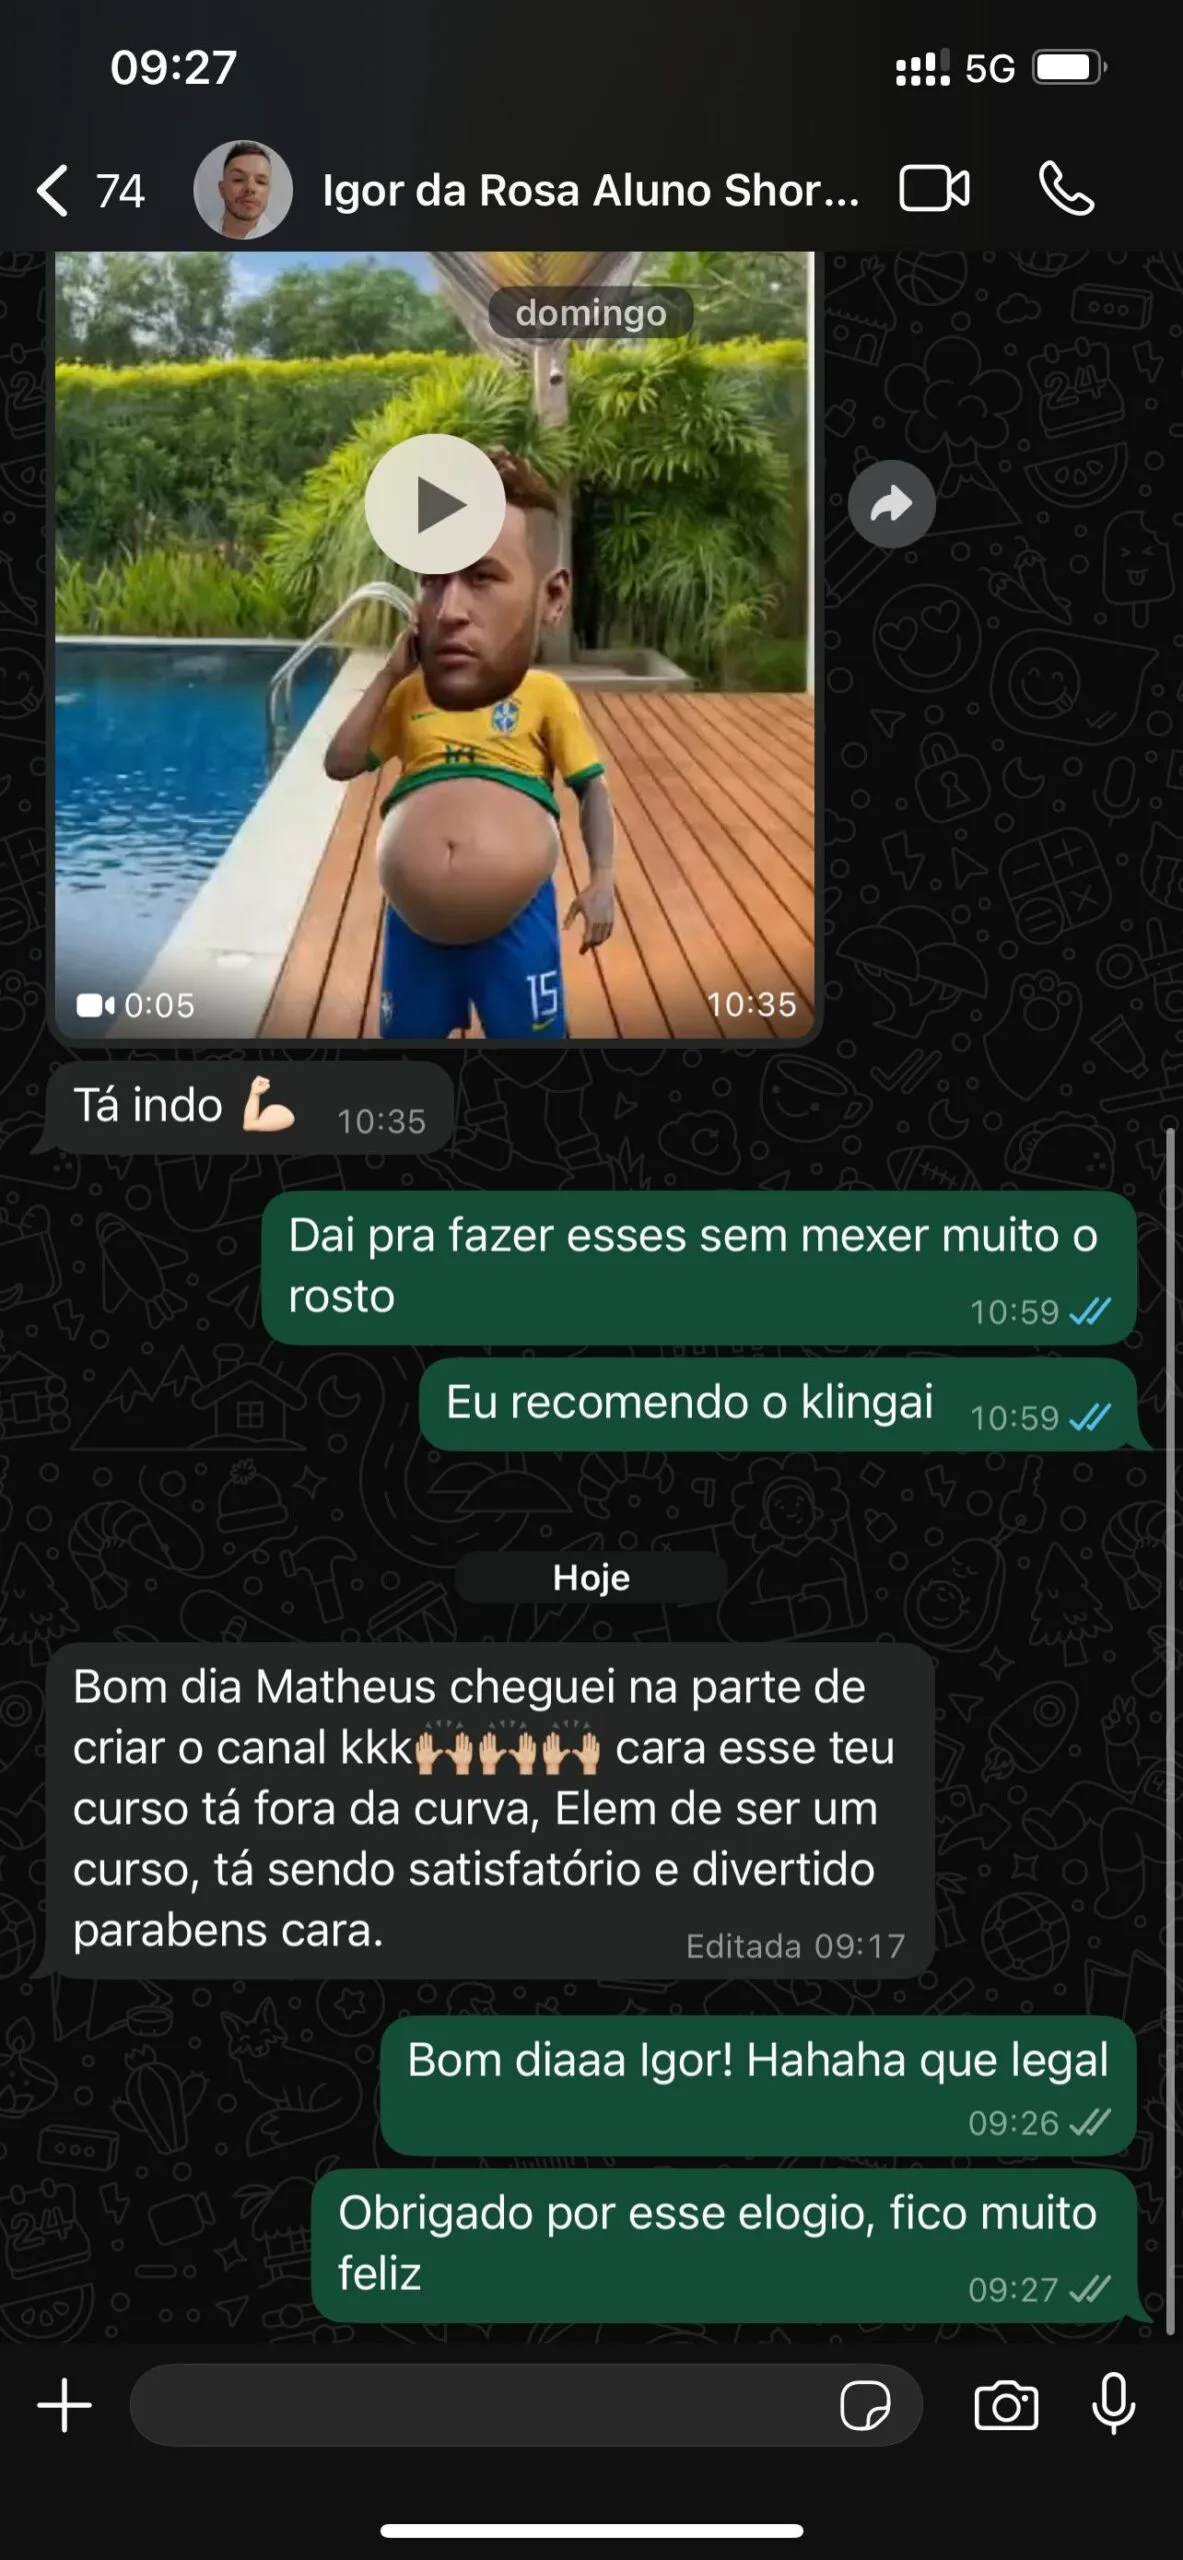 09:27
5G
74
Igor da Rosa Aluno Shor...
domingo
15
0:05
10:35
Tá indo 💪🏻
10:35
Dai pra fazer esses sem mexer muito o
rosto
10:59
Eu recomendo o klingai
10:59
Hoje
Bom dia Matheus cheguei na parte de
criar o canal kkk🙌🏼🙌🏼🙌🏼 cara esse teu
curso tá fora da curva, Elem de ser um
curso, tá sendo satisfatório e divertido
parabens cara.
Editada 09:17
Bom diaaa Igor! Hahaha que legal
09:26
Obrigado por esse elogio, fico muito
feliz
09:27